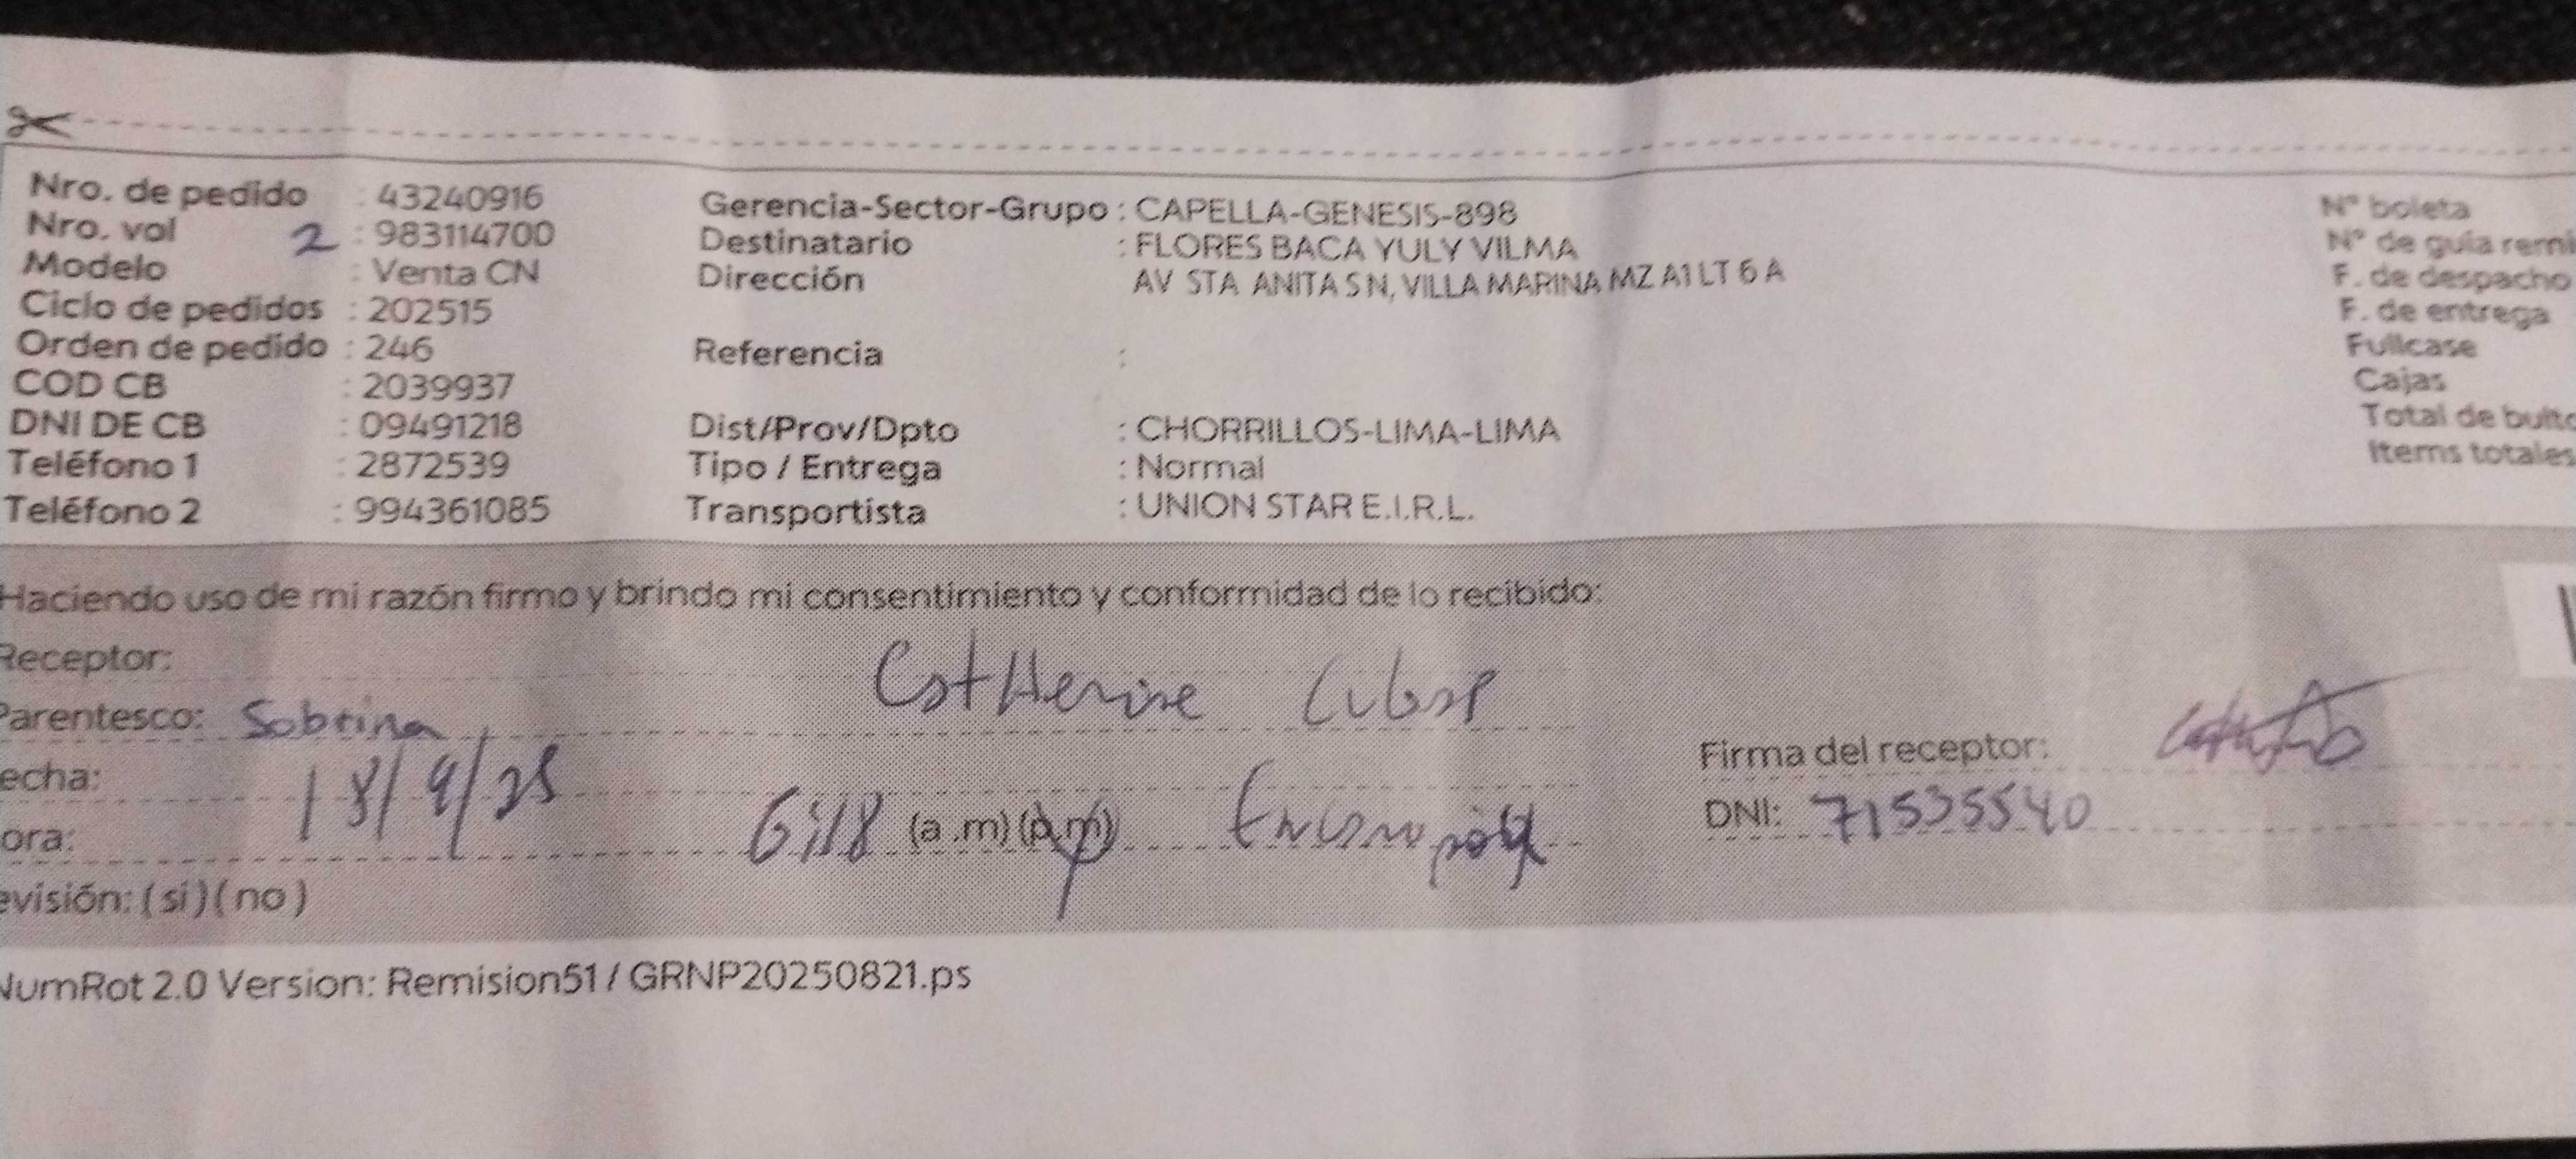 Nro. de pedido : 43240916
Nro. vol 2 : 983114700
Modelo : Venta CN
Ciclo de pedidos : 202515
Orden de pedido : 246
COD CB : 2039937
DNI DE CB : 09491218
Teléfono 1 : 2872539
Teléfono 2 : 994361085
Gerencia-Sector-Grupo : CAPELLA-GENESIS-898
Destinatario : FLORES BACA YULY VILMA
Dirección AV STA ANITA S N, VILLA MARINA MZ A1 LT 6 A
Referencia :
Dist/Prov/Dpto : CHORRILLOS-LIMA-LIMA
Tipo / Entrega : Normal
Transportista : UNION STAR E.I.R.L.
N° boleta
N° de guia remi
F. de despacho
F. de entrega
Fullcase
Cajas
Total de bulto
Items totales
Haciendo uso de mi razón firmo y brindo mi consentimiento y conformidad de lo recibido:
Receptor: Catherine
Parentesco: Sobrina
echa: 18/9/25
ora: 6:18 (a.m) (p.m)
evisión: ( si ) ( no )
Firma del receptor:
DNI: 71535540
NumRot 2.0 Version: Remision51 / GRNP20250821.ps